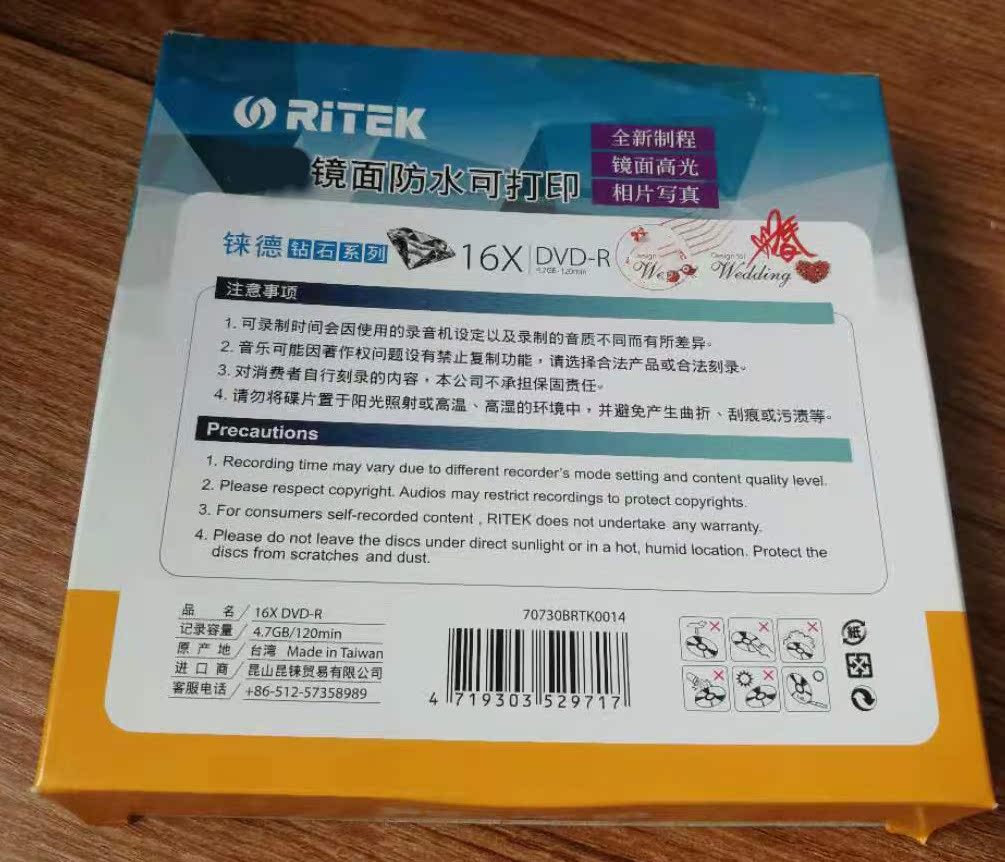 RiTEK
全新制程
镜面高光
相片写真
镜面防水可打印
铼德 钻石系列 16X DVD-R
4.7GB·120min
Design for We
Design for Wedding
注意事项
1. 可录制时间会因使用的录音机设定以及录制的音质不同而有所差异。
2. 音乐可能因著作权问题设有禁止复制功能，请选择合法产品或合法刻录。
3. 对消费者自行刻录的内容，本公司不承担保固责任。
4. 请勿将碟片置于阳光照射或高温、高湿的环境中，并避免产生曲折、刮痕或污渍等。
Precautions
1. Recording time may vary due to different recorder's mode setting and content quality level.
2. Please respect copyright. Audios may restrict recordings to protect copyrights.
3. For consumers self-recorded content , RITEK does not undertake any warranty.
4. Please do not leave the discs under direct sunlight or in a hot, humid location. Protect the
discs from scratches and dust.
品 名 / 16X DVD-R
记录容量 / 4.7GB/120min
原 产 地 / 台湾 Made in Taiwan
进 口 商 / 昆山昆铼贸易有限公司
客服电话 / +86-512-57358989
70730BRTK0014
4 719303 529717
紙